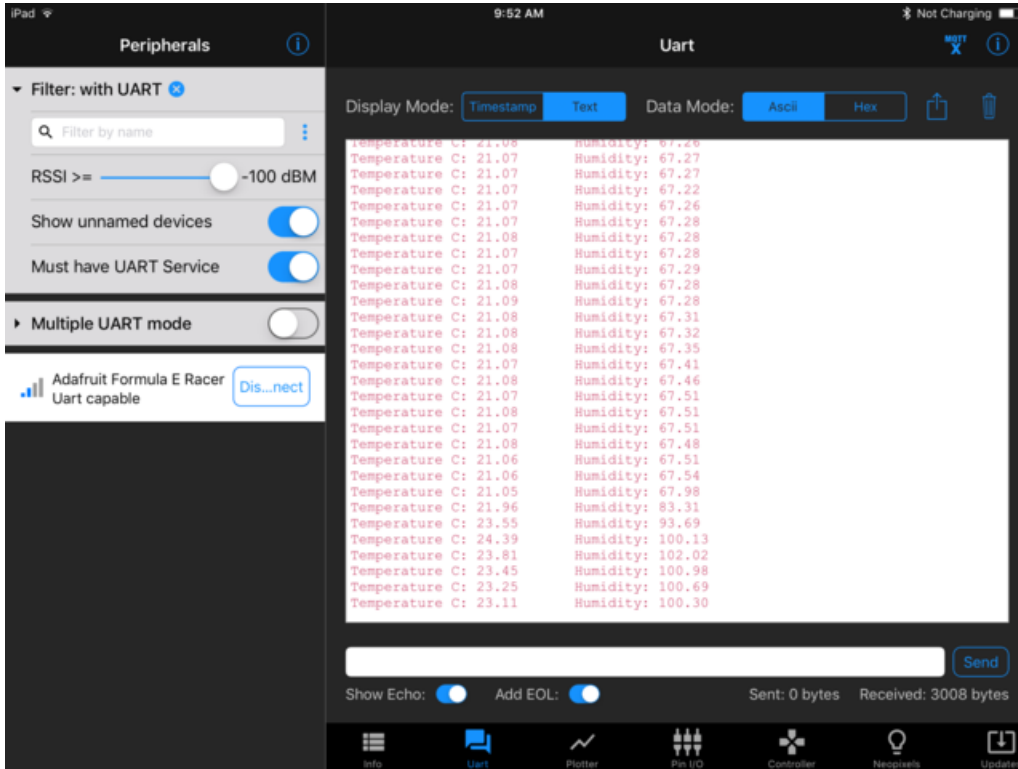 iPad 9:52 AM Not Charging
Peripherals
Uart
MQTT
Filter: with UART
Filter by name
RSSI >= -100 dBM
Show unnamed devices
Must have UART Service
Multiple UART mode
Adafruit Formula E Racer
Uart capable
Dis...nect
Display Mode: Timestamp Text Data Mode: Ascii Hex
Temperature C: 21.08 Humidity: 67.26
Temperature C: 21.07 Humidity: 67.27
Temperature C: 21.07 Humidity: 67.27
Temperature C: 21.07 Humidity: 67.22
Temperature C: 21.07 Humidity: 67.26
Temperature C: 21.07 Humidity: 67.28
Temperature C: 21.08 Humidity: 67.28
Temperature C: 21.07 Humidity: 67.28
Temperature C: 21.07 Humidity: 67.29
Temperature C: 21.08 Humidity: 67.28
Temperature C: 21.09 Humidity: 67.28
Temperature C: 21.08 Humidity: 67.31
Temperature C: 21.08 Humidity: 67.32
Temperature C: 21.08 Humidity: 67.35
Temperature C: 21.07 Humidity: 67.41
Temperature C: 21.08 Humidity: 67.46
Temperature C: 21.07 Humidity: 67.51
Temperature C: 21.08 Humidity: 67.51
Temperature C: 21.07 Humidity: 67.51
Temperature C: 21.08 Humidity: 67.48
Temperature C: 21.06 Humidity: 67.51
Temperature C: 21.06 Humidity: 67.54
Temperature C: 21.05 Humidity: 67.98
Temperature C: 21.96 Humidity: 83.31
Temperature C: 23.55 Humidity: 93.69
Temperature C: 24.39 Humidity: 100.13
Temperature C: 23.81 Humidity: 102.02
Temperature C: 23.45 Humidity: 100.98
Temperature C: 23.25 Humidity: 100.69
Temperature C: 23.11 Humidity: 100.30
Send
Show Echo: Add EOL: Sent: 0 bytes Received: 3008 bytes
Info Uart Plotter Pin I/O Controller Neopixels Update